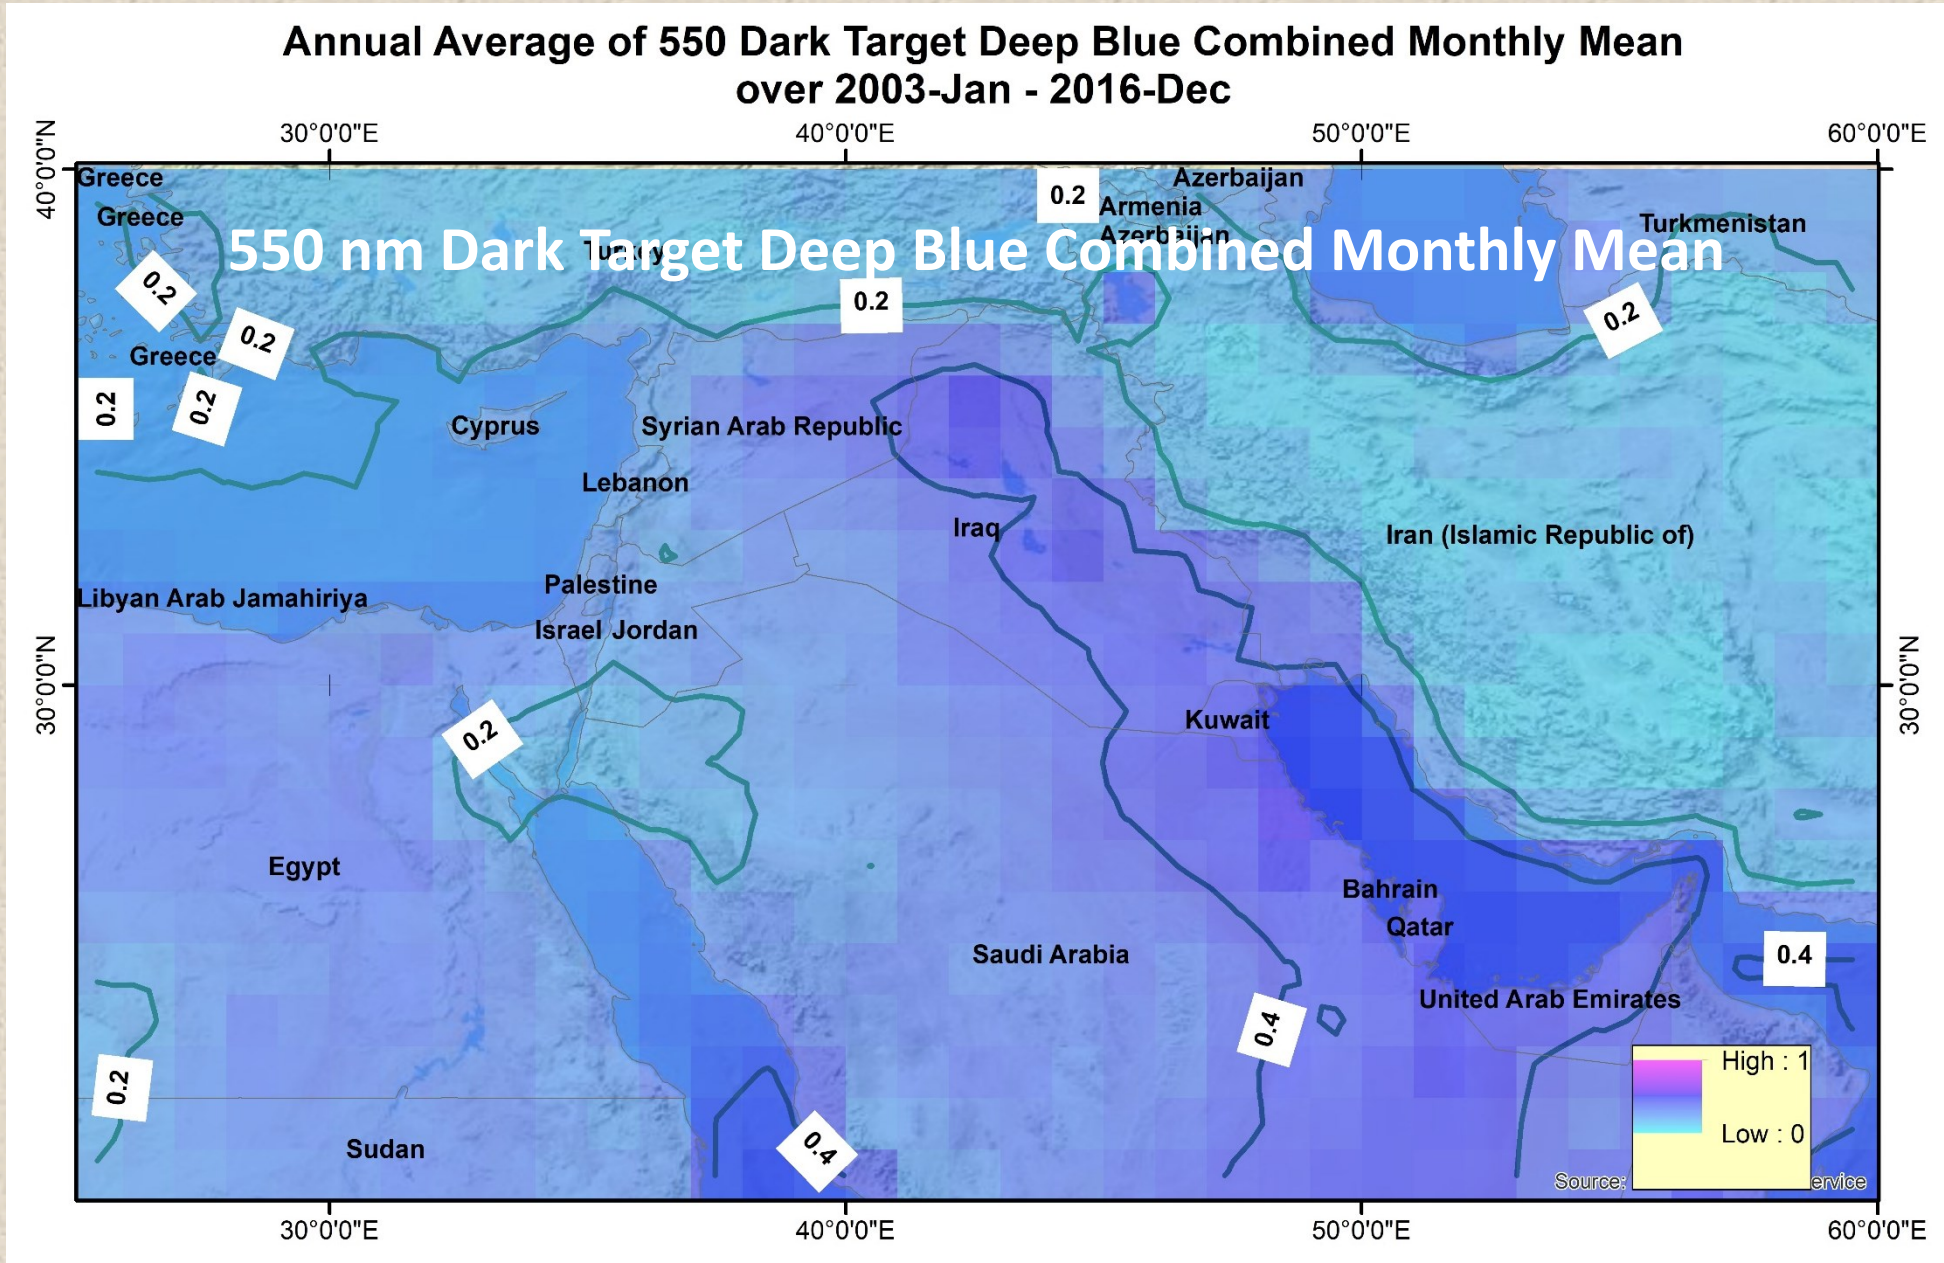 Annual Average of 550 Dark Target Deep Blue Combined Monthly Mean
over 2003-Jan - 2016-Dec
30°0'0"E 40°0'0"E 50°0'0"E 60°0'0"E
40°0'0"N
Greece
Azerbaijan
0.2
Armenia
Greece
Turkmenistan
Azerbaijan
Turkey
550 nm Dark Target Deep Blue Combined Monthly Mean
0.2
0.2
0.2
0.2
Greece
0.2
0.2
Cyprus
Syrian Arab Republic
Lebanon
Iraq
Iran (Islamic Republic of)
Palestine
Libyan Arab Jamahiriya
Israel Jordan
30°0'0"N
30°0'0"N
Kuwait
0.2
Egypt
Bahrain
Qatar
Saudi Arabia
0.4
United Arab Emirates
0.4
0.2
High : 1
Low : 0
Sudan
0.4
Source: ervice
30°0'0"E 40°0'0"E 50°0'0"E 60°0'0"E